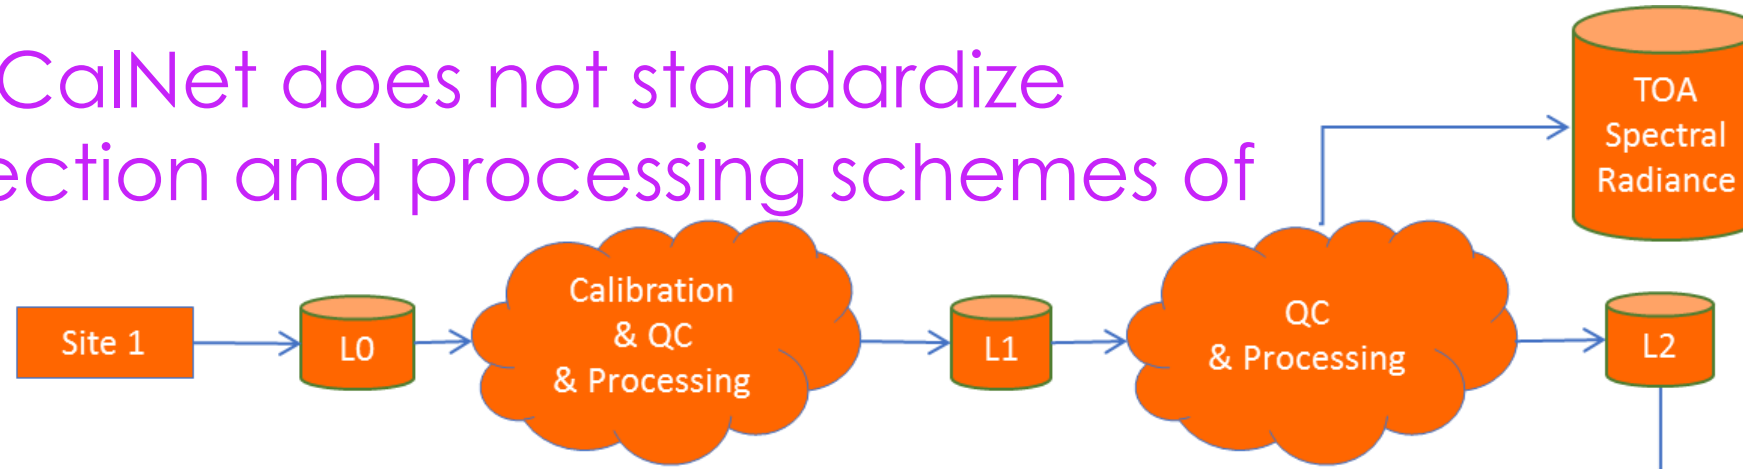 CalNet does not standardize
ection and processing schemes of
TOA
Spectral
Radiance
Site 1
L0
Calibration
& QC
& Processing
L1
QC
& Processing
L2